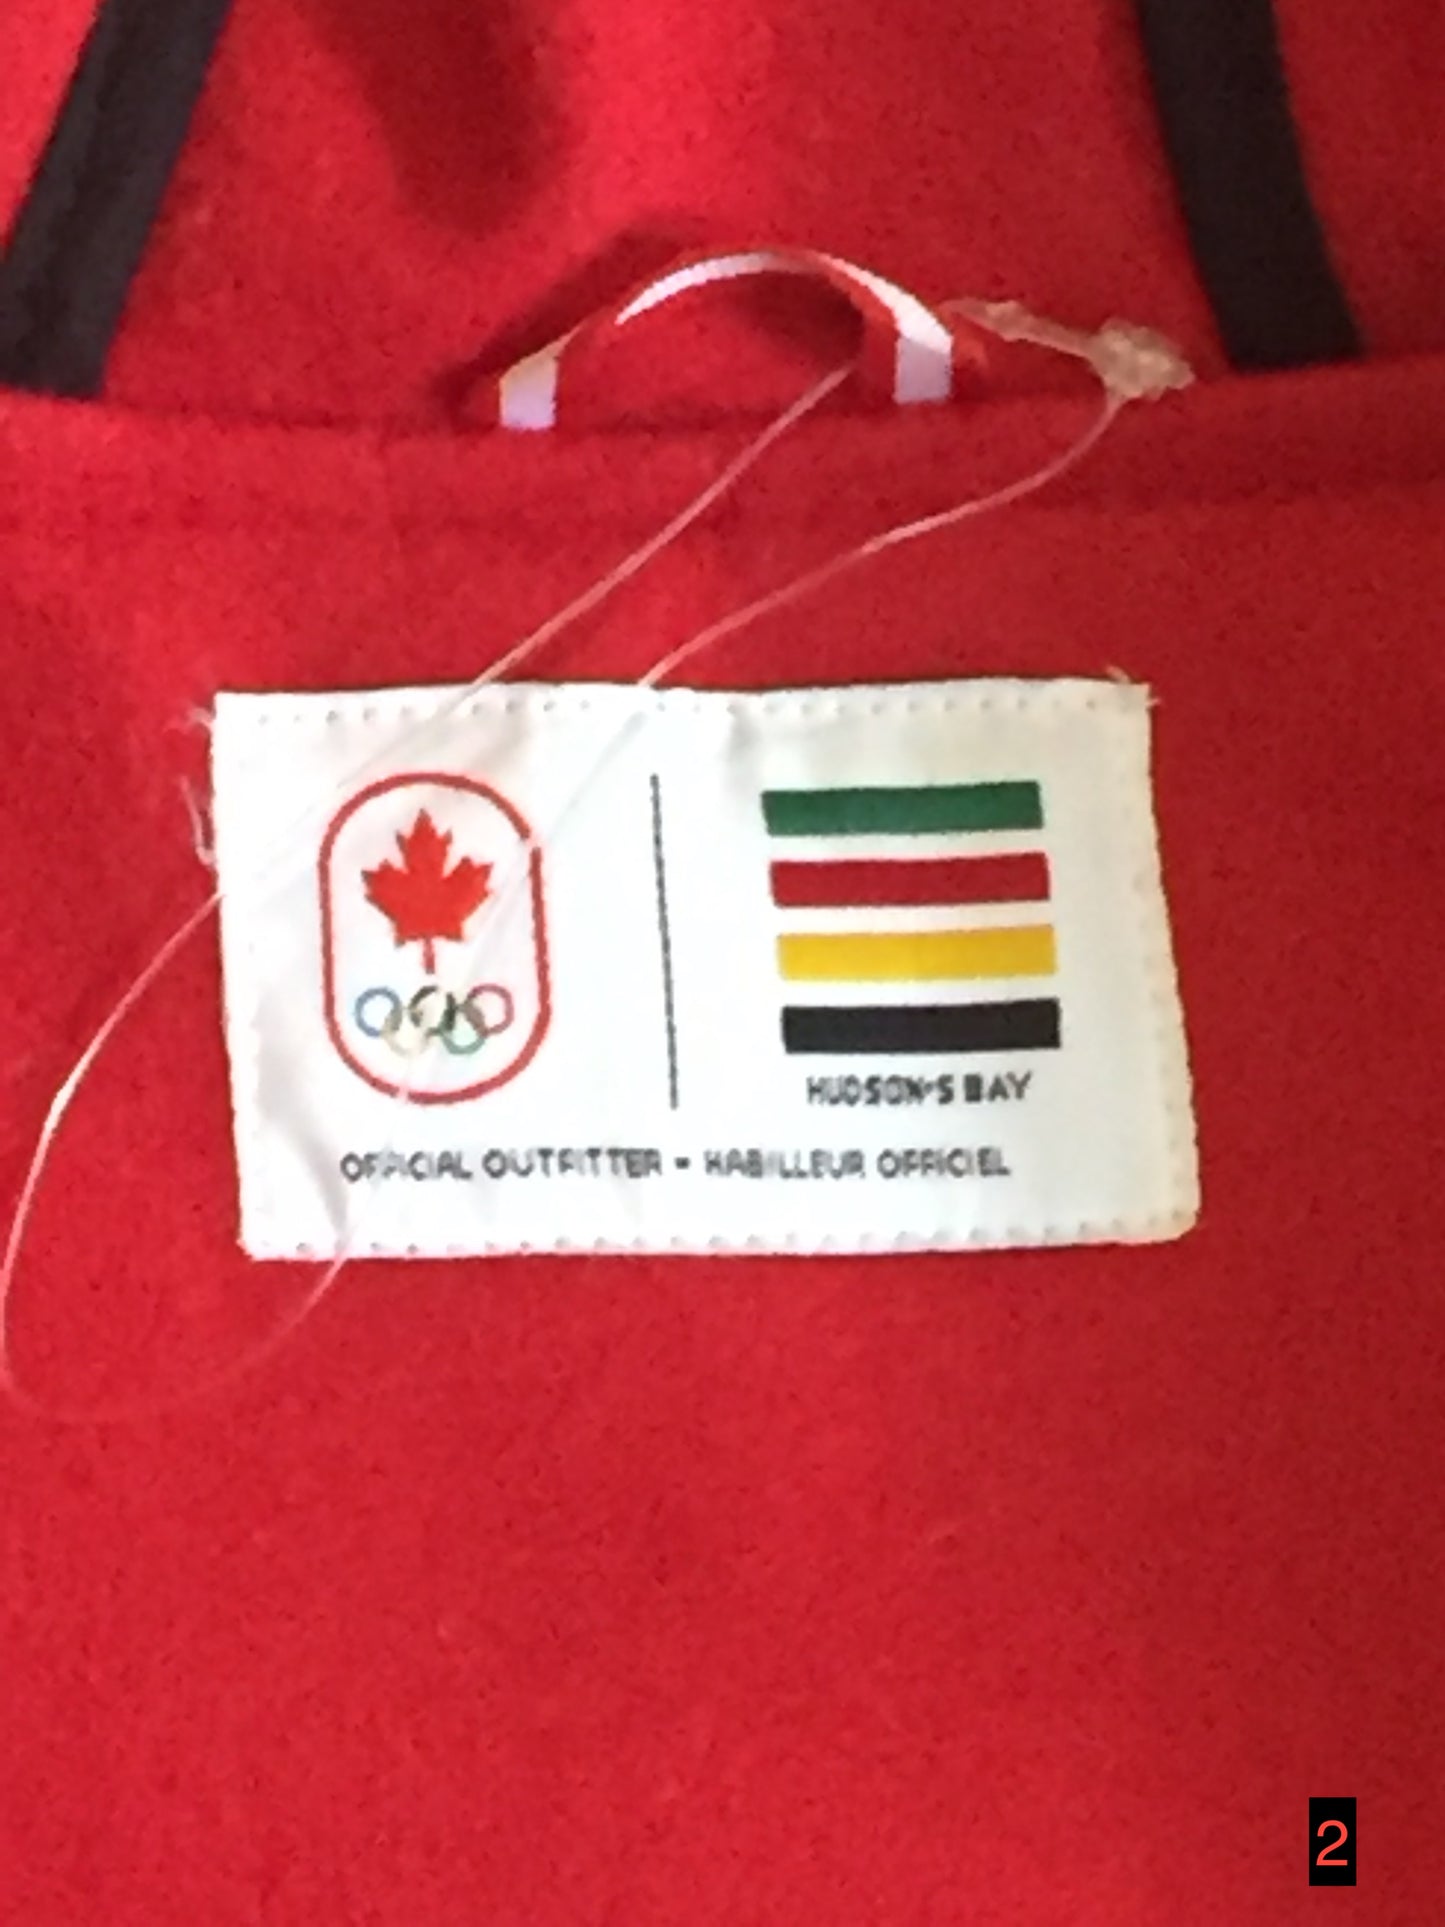 HUDSON'S BAY
OFFICIAL OUTFITTER - HABILLEUR OFFICIEL
2